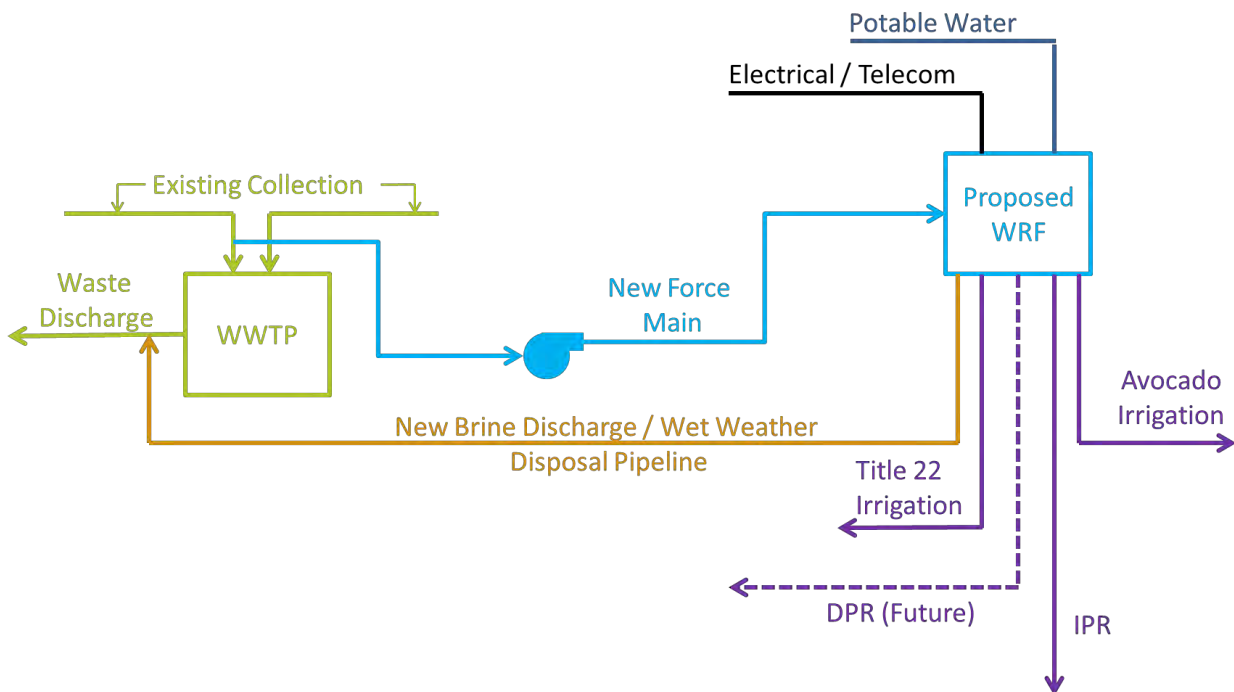 Potable Water
Electrical / Telecom
Existing Collection
Proposed
WRF
Waste
Discharge
WWTP
New Force
Main
Avocado
Irrigation
New Brine Discharge / Wet Weather
Disposal Pipeline
Title 22
Irrigation
DPR (Future)
IPR